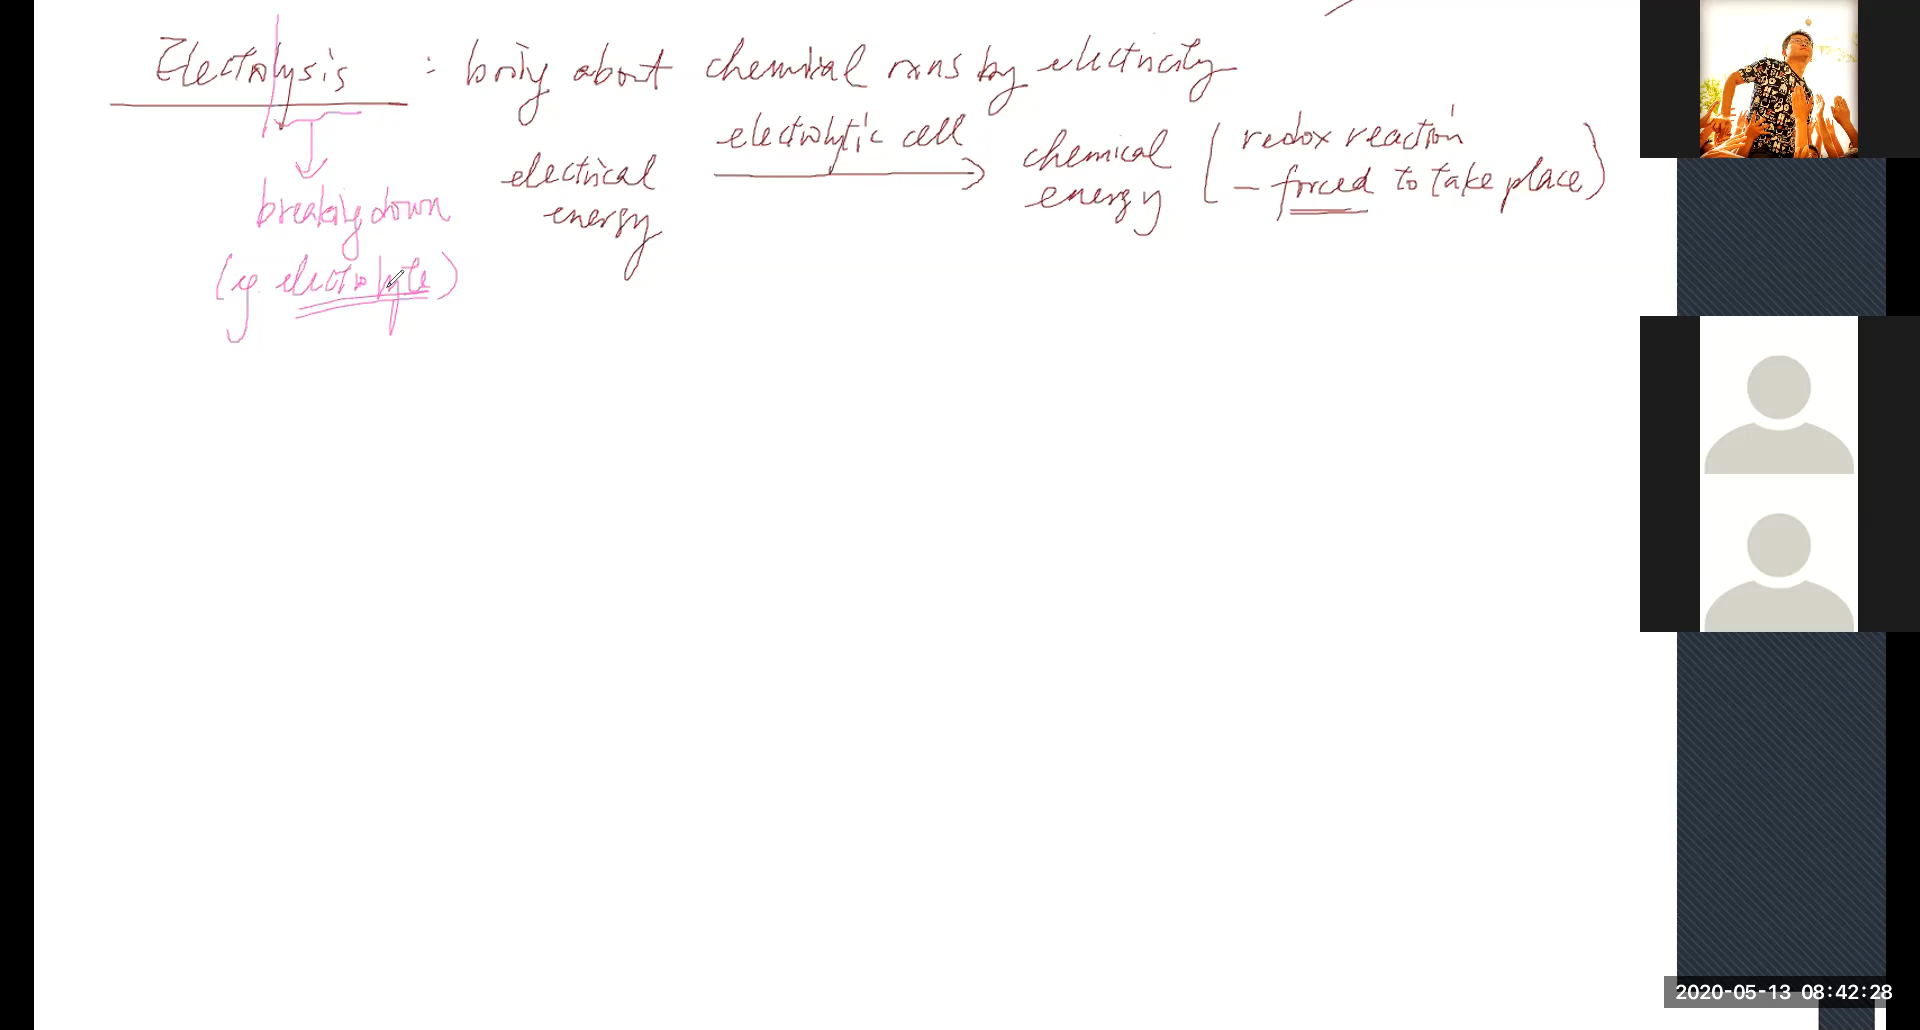 Electrolysis : bring about chemical rxns by electricity
electrical energy
electrolytic cell
chemical energy
( redox reaction
– forced to take place )
breaking down
(eg. electrolyte)
2020-05-13 08:42:28